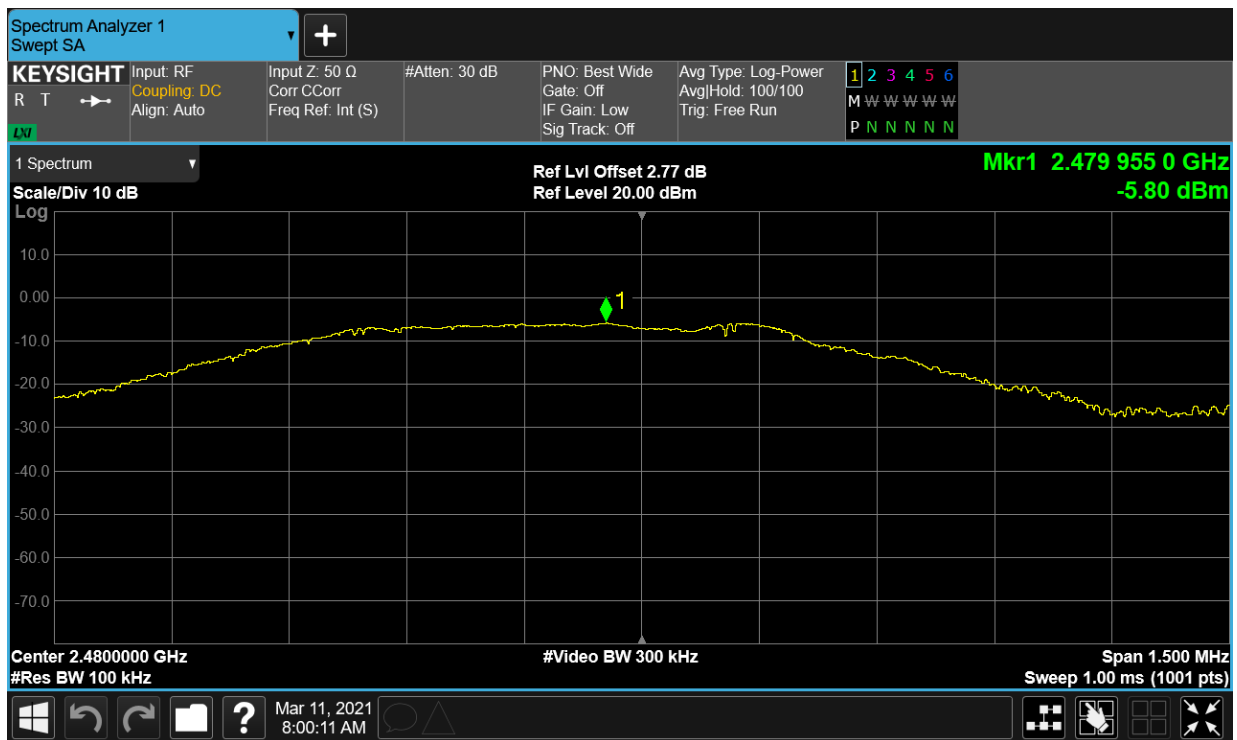 Spectrum Analyzer 1
Swept SA
+
KEYSIGHT
R T
LXI
Input: RF
Coupling: DC
Align: Auto
Input Z: 50 Ω
Corr CCorr
Freq Ref: Int (S)
#Atten: 30 dB
PNO: Best Wide
Gate: Off
IF Gain: Low
Sig Track: Off
Avg Type: Log-Power
Avg|Hold: 100/100
Trig: Free Run
1 2 3 4 5 6
M W W W W W
P N N N N N
1 Spectrum
Scale/Div 10 dB
Ref Lvl Offset 2.77 dB
Ref Level 20.00 dBm
Mkr1 2.479 955 0 GHz
-5.80 dBm
Log
10.0
0.00
1
-10.0
-20.0
-30.0
-40.0
-50.0
-60.0
-70.0
Center 2.4800000 GHz
#Video BW 300 kHz
Span 1.500 MHz
#Res BW 100 kHz
Sweep 1.00 ms (1001 pts)
?
Mar 11, 2021
8:00:11 AM